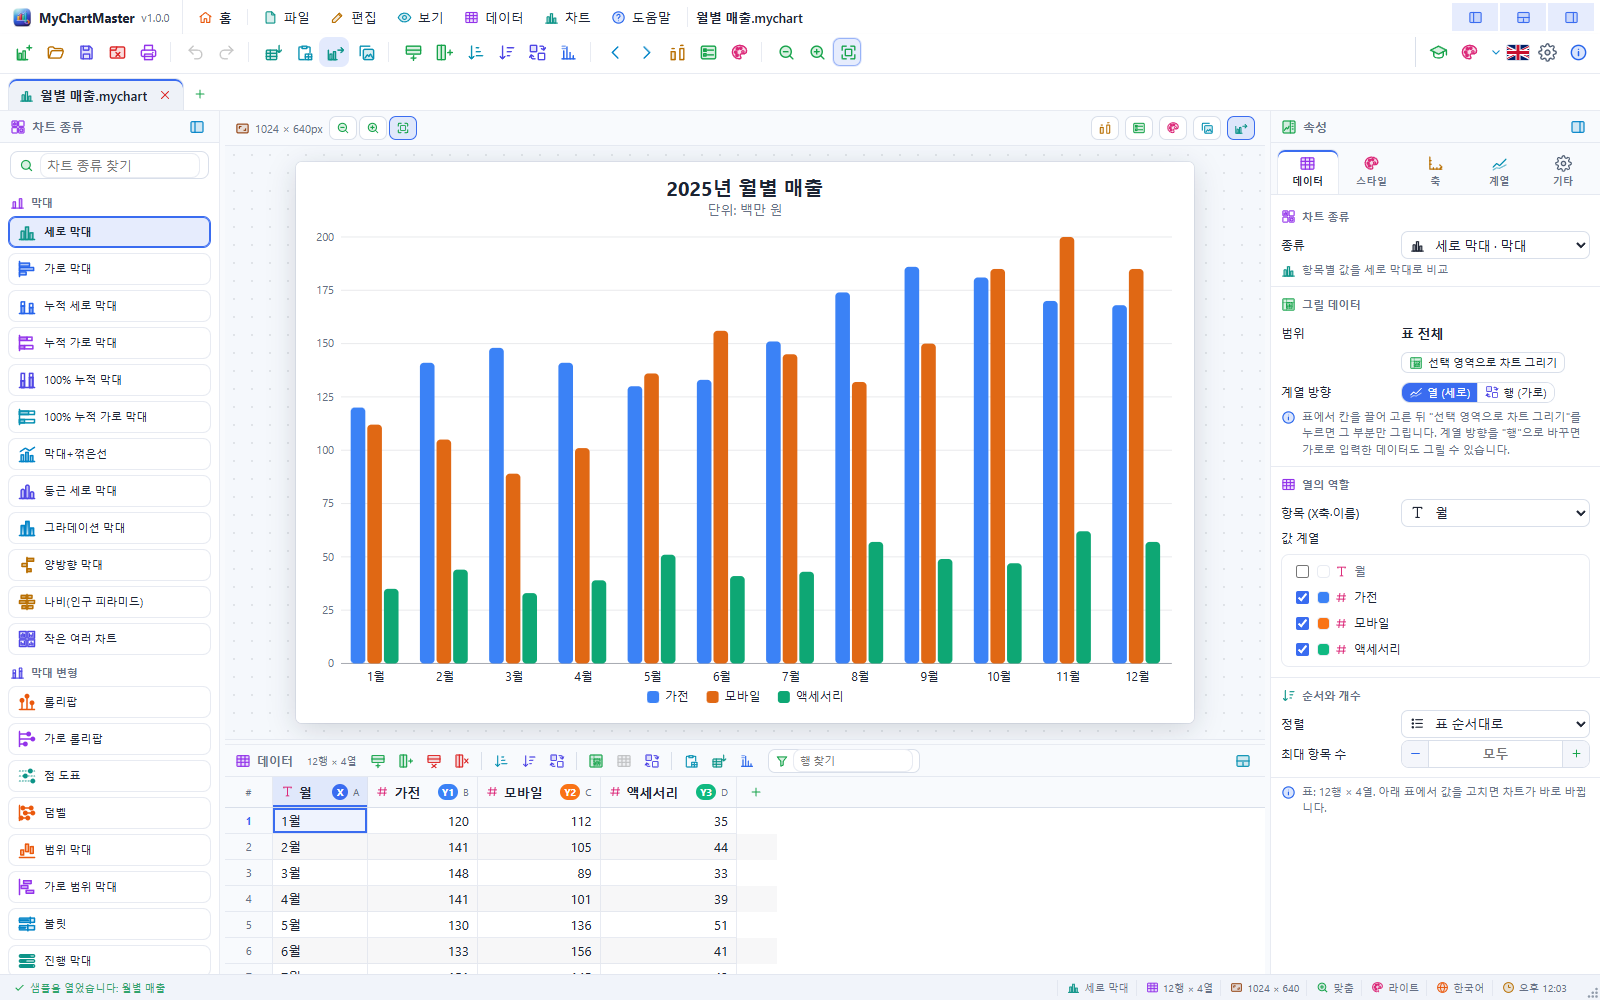 MyChartMaster v1.0.0 홈 파일 편집 보기 데이터 차트 도움말 월별 매출.mychart
월별 매출.mychart
차트 종류
차트 종류 찾기
막대
세로 막대
가로 막대
누적 세로 막대
누적 가로 막대
100% 누적 막대
100% 누적 가로 막대
막대+꺾은선
둥근 세로 막대
그라데이션 막대
양방향 막대
나비(인구 피라미드)
작은 여러 차트
막대 변형
롤리팝
가로 롤리팝
점 도표
덤벨
범위 막대
가로 범위 막대
불릿
진행 막대
1024 × 640px
2025년 월별 매출
단위: 백만 원
200
175
150
125
100
75
50
25
0
1월 2월 3월 4월 5월 6월 7월 8월 9월 10월 11월 12월
가전 모바일 액세서리
데이터 12행 × 4열 행 찾기
# 월 X A 가전 Y1 B 모바일 Y2 C 액세서리 Y3 D
1 1월 120 112 35
2 2월 141 105 44
3 3월 148 89 33
4 4월 141 101 39
5 5월 130 136 51
6 6월 133 156 41
속성
데이터 스타일 축 계열 기타
차트 종류
종류 세로 막대 · 막대
항목별 값을 세로 막대로 비교
그릴 데이터
범위 표 전체
선택 영역으로 차트 그리기
계열 방향 열 (세로) 행 (가로)
표에서 칸을 끌어 고른 뒤 "선택 영역으로 차트 그리기"를
누르면 그 부분만 그립니다. 계열 방향을 "행"으로 바꾸면
가로로 입력한 데이터도 그릴 수 있습니다.
열의 역할
항목 (X축·이름) 월
값 계열
월
가전
모바일
액세서리
순서와 개수
정렬 표 순서대로
최대 항목 수 모두
표: 12행 × 4열. 아래 표에서 값을 고치면 차트가 바로 바뀝
니다.
샘플을 열었습니다: 월별 매출 세로 막대 12행 × 4열 1024 × 640 맞춤 라이트 한국어 오후 12:03